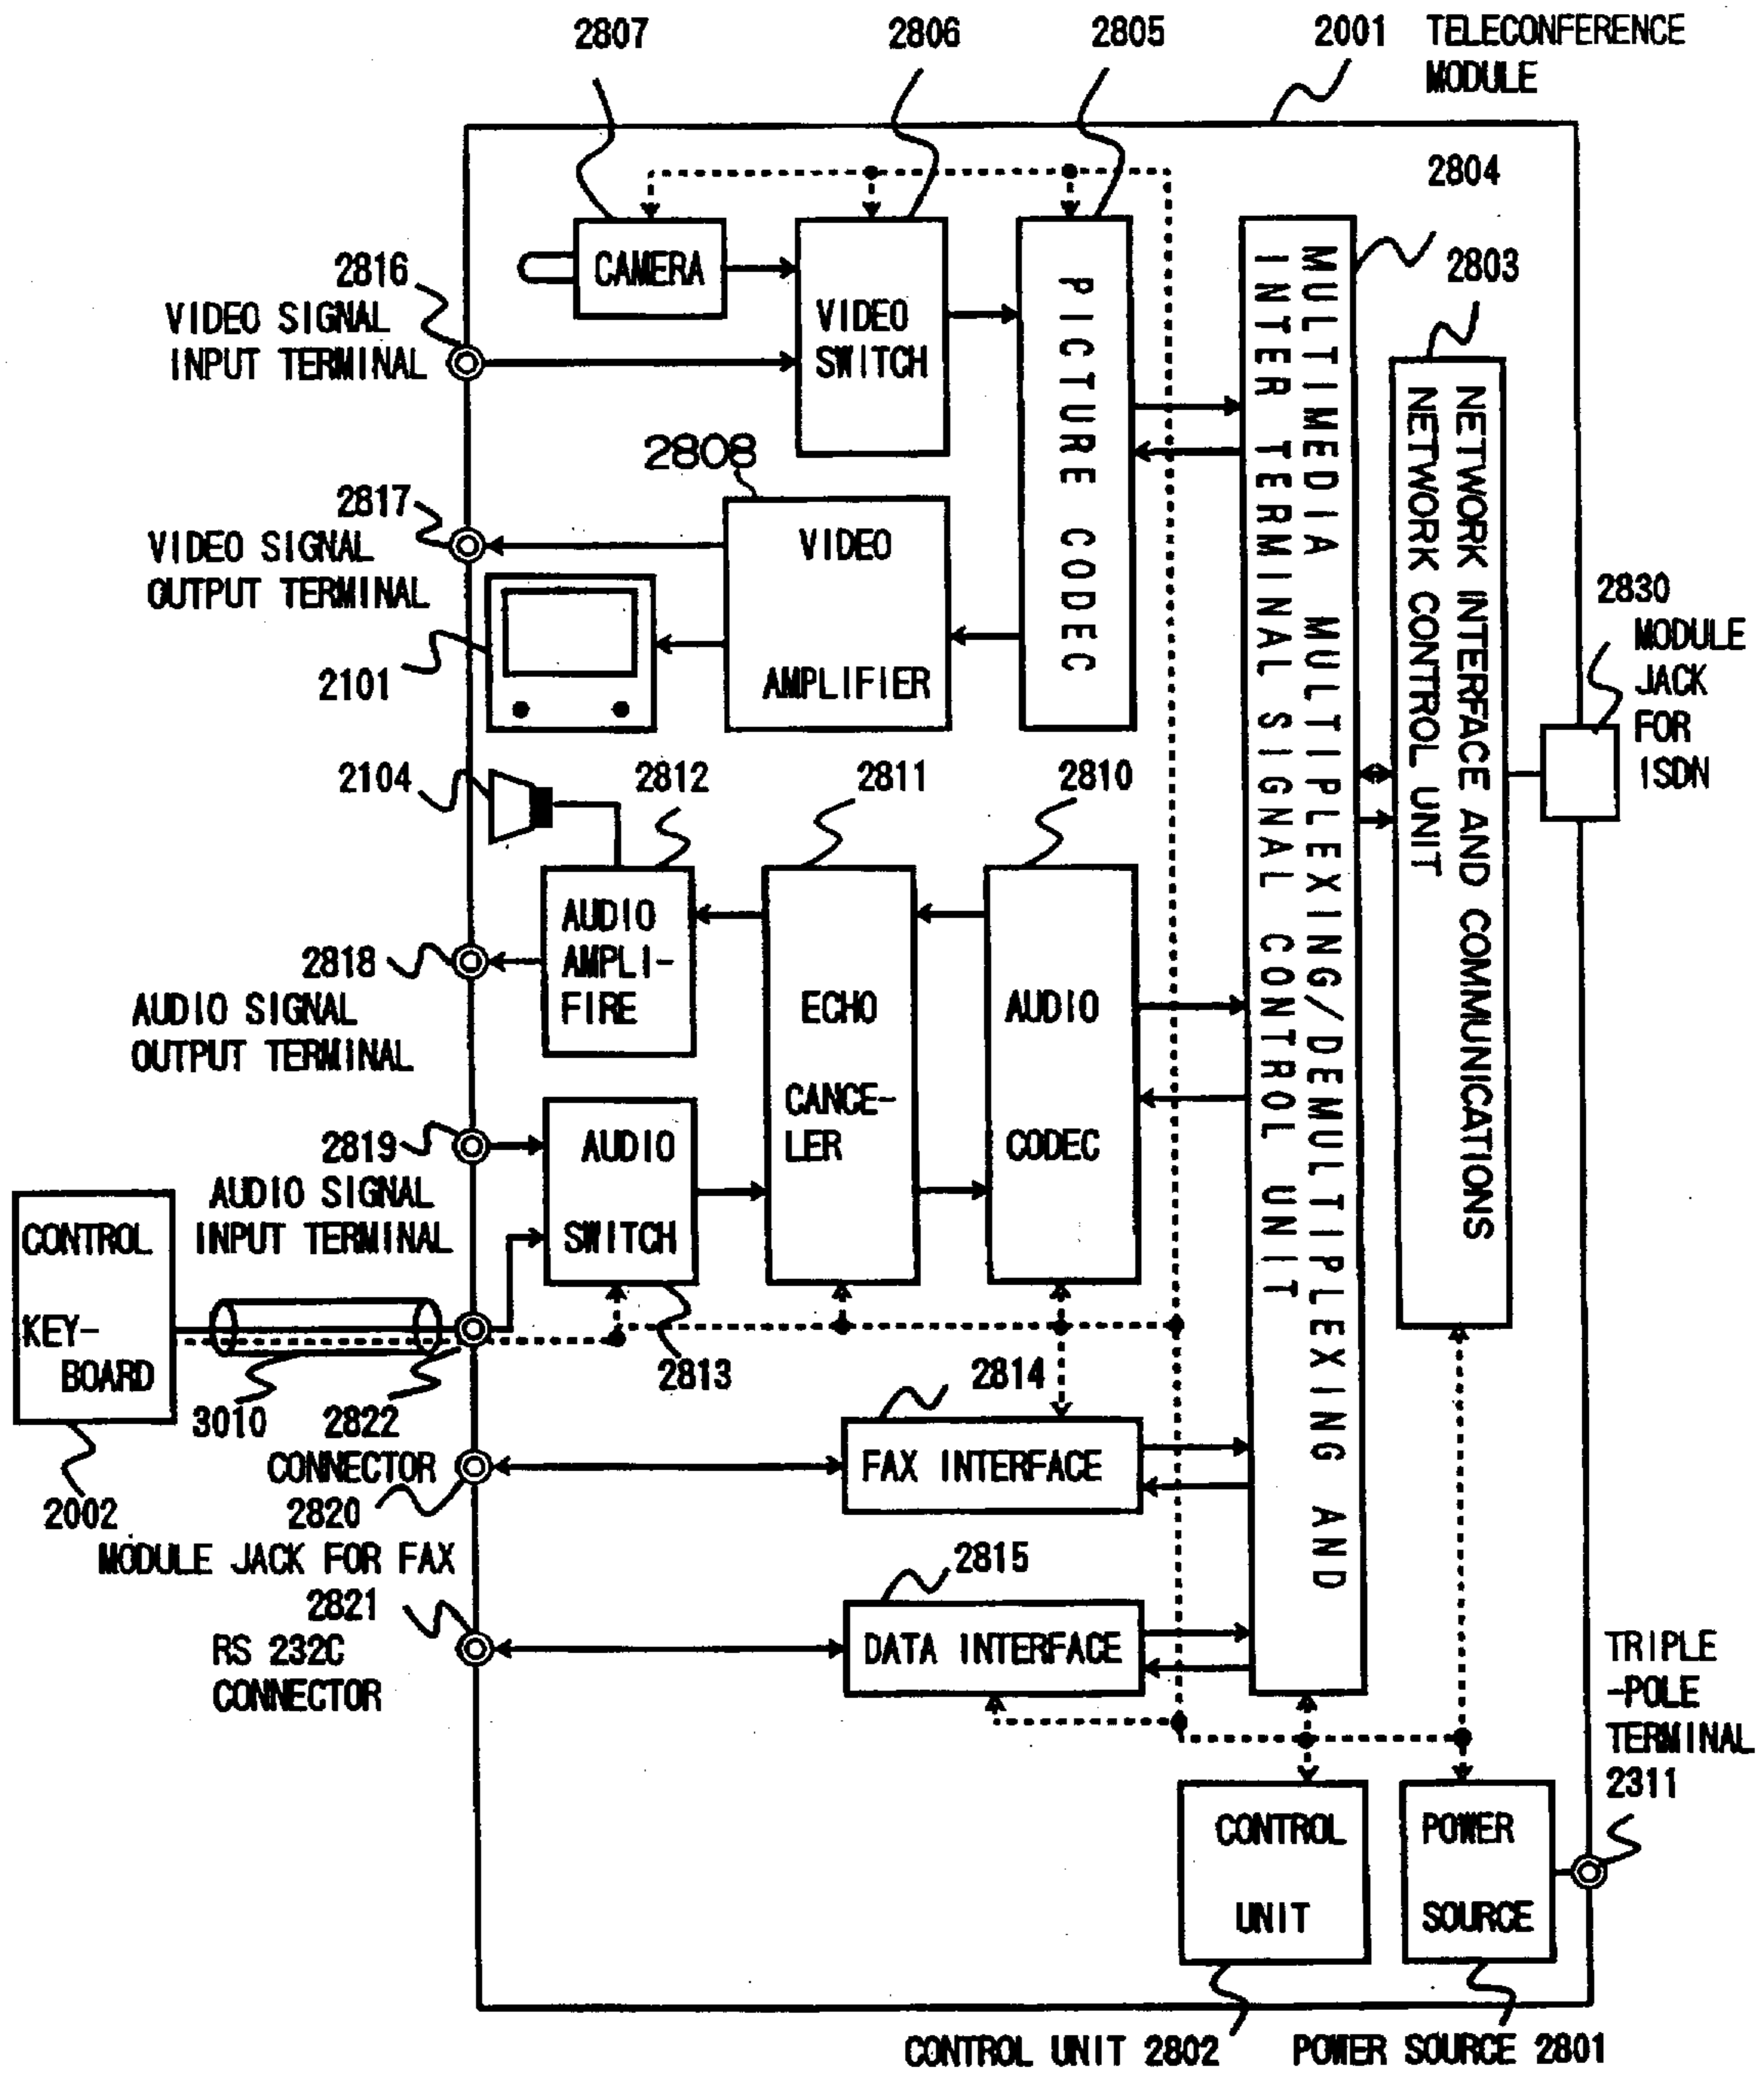 2807
2806
2805
2001 TELECONFERENCE
MODULE
2804
2803
CAMERA
2816
VIDEO SIGNAL
INPUT TERMINAL
VIDEO
SWITCH
PICTURE CODEC
MULTIMEDIA MULTIPLEXING/DEMULTIPLEXING AND
INTER TERMINAL SIGNAL CONTROL UNIT
NETWORK INTERFACE AND COMMUNICATIONS
NETWORK CONTROL UNIT
2808
2817
VIDEO SIGNAL
OUTPUT TERMINAL
VIDEO
AMPLIFIER
2101
2830
MODULE
JACK
FOR
ISDN
2104
2812
2811
2810
AUDIO
AMPLI-
FIRE
2818
AUDIO SIGNAL
OUTPUT TERMINAL
ECHO
CANCE-
LER
AUDIO
CODEC
2819
AUDIO SIGNAL
INPUT TERMINAL
AUDIO
SWITCH
CONTROL
KEY-
BOARD
3010
2822
CONNECTOR
2813
2814
2002
2820
MODULE JACK FOR FAX
FAX INTERFACE
2821
RS 232C
CONNECTOR
2815
DATA INTERFACE
TRIPLE
-POLE
TERMINAL
2311
CONTROL
UNIT
POWER
SOURCE
CONTROL UNIT 2802
POWER SOURCE 2801